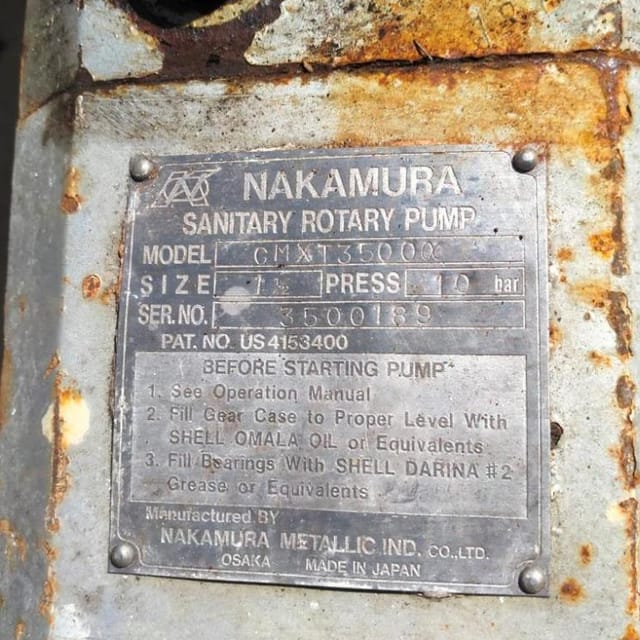 NAKAMURA
SANITARY ROTARY PUMP
MODEL
SIZE PRESS 10 bar
SER.NO. 3500189
PAT. NO. US 4153400
BEFORE STARTING PUMP
1. See Operation Manual
2. Fill Gear Case to Proper Level With
SHELL OMALA OIL or Equivalents
3. Fill Bearings With SHELL DARINA #2
Grease or Equivalents
Manufactured BY
NAKAMURA METALLIC IND. CO.,LTD.
OSAKA MADE IN JAPAN